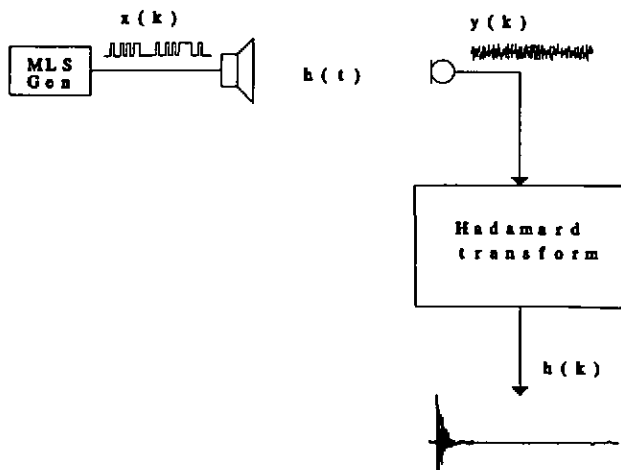 x(k)
y(k)
MLS
Gen
h(t)
Hadamard
transform
h(k)